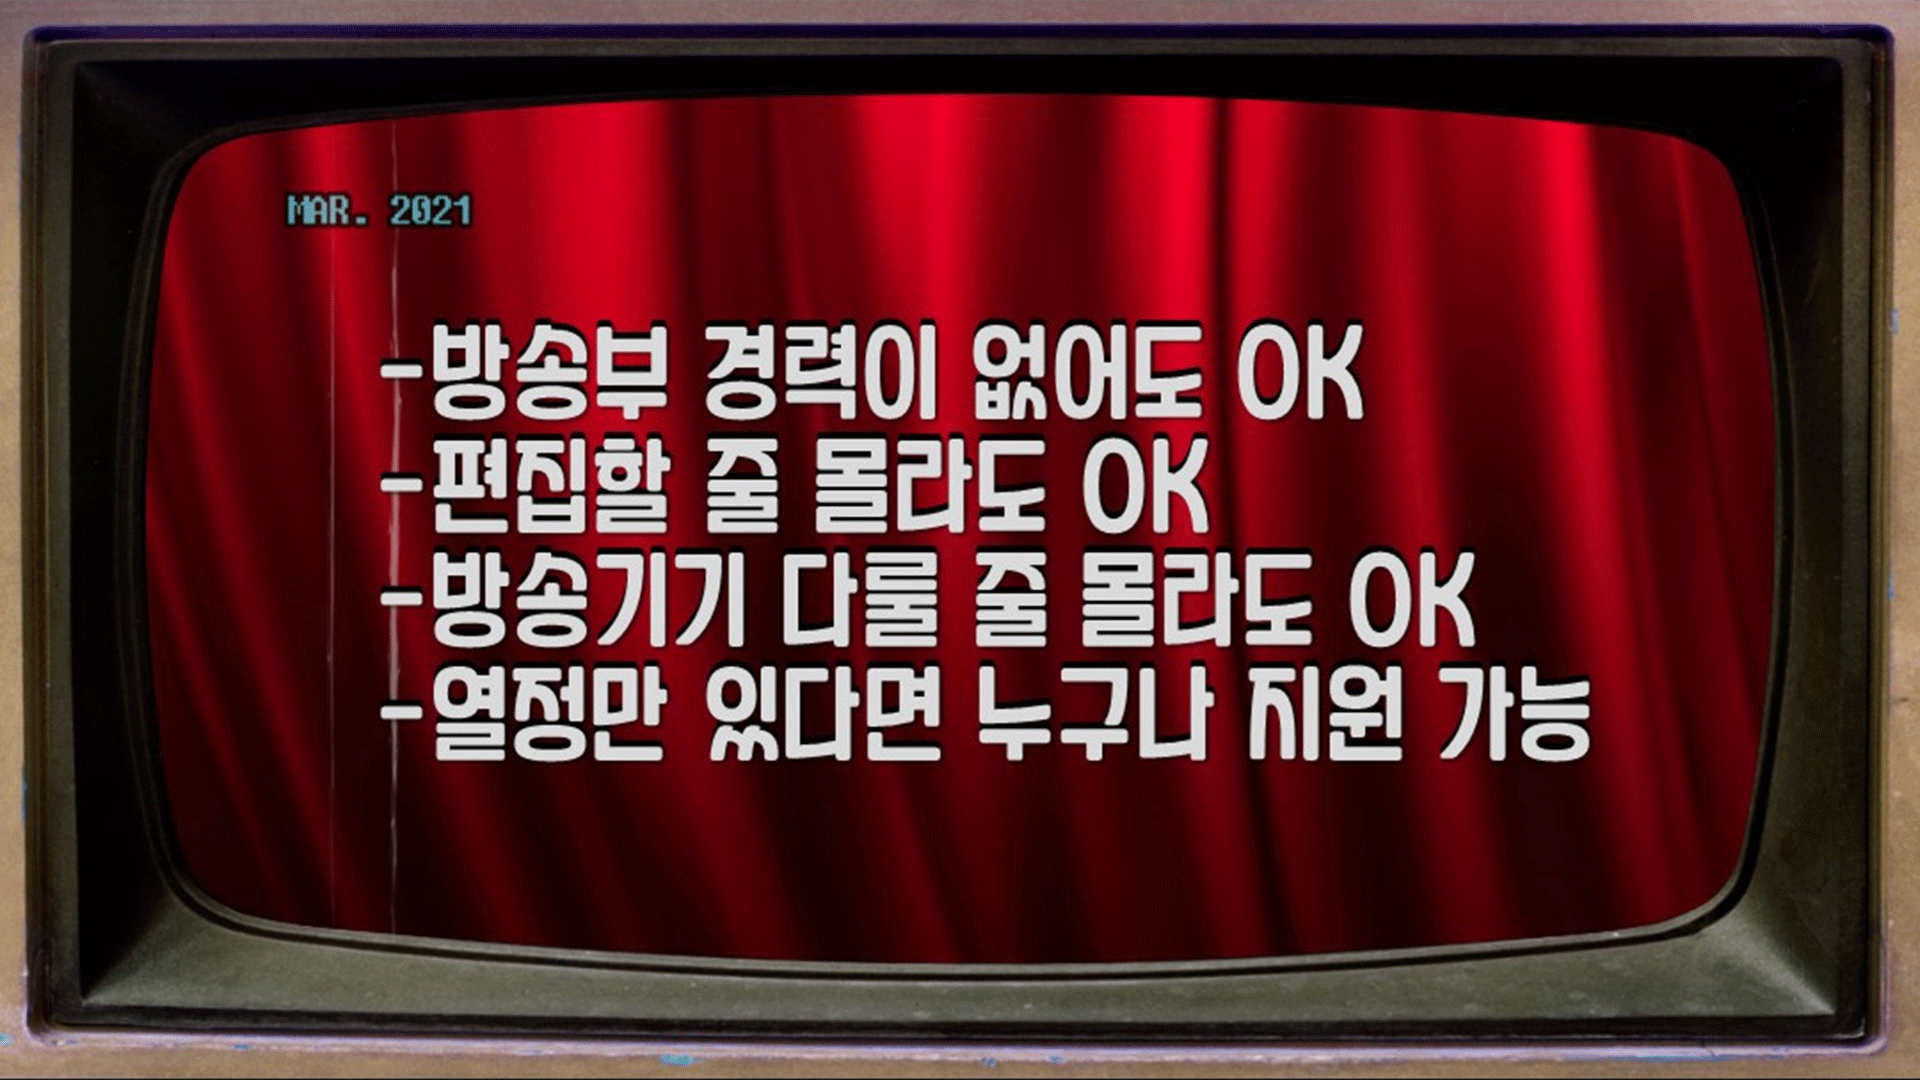 MAR. 2021
-방송부 경력이 없어도 OK
-편집할 줄 몰라도 OK
-방송기기 다룰 줄 몰라도 OK
-열정만 있다면 누구나 지원 가능